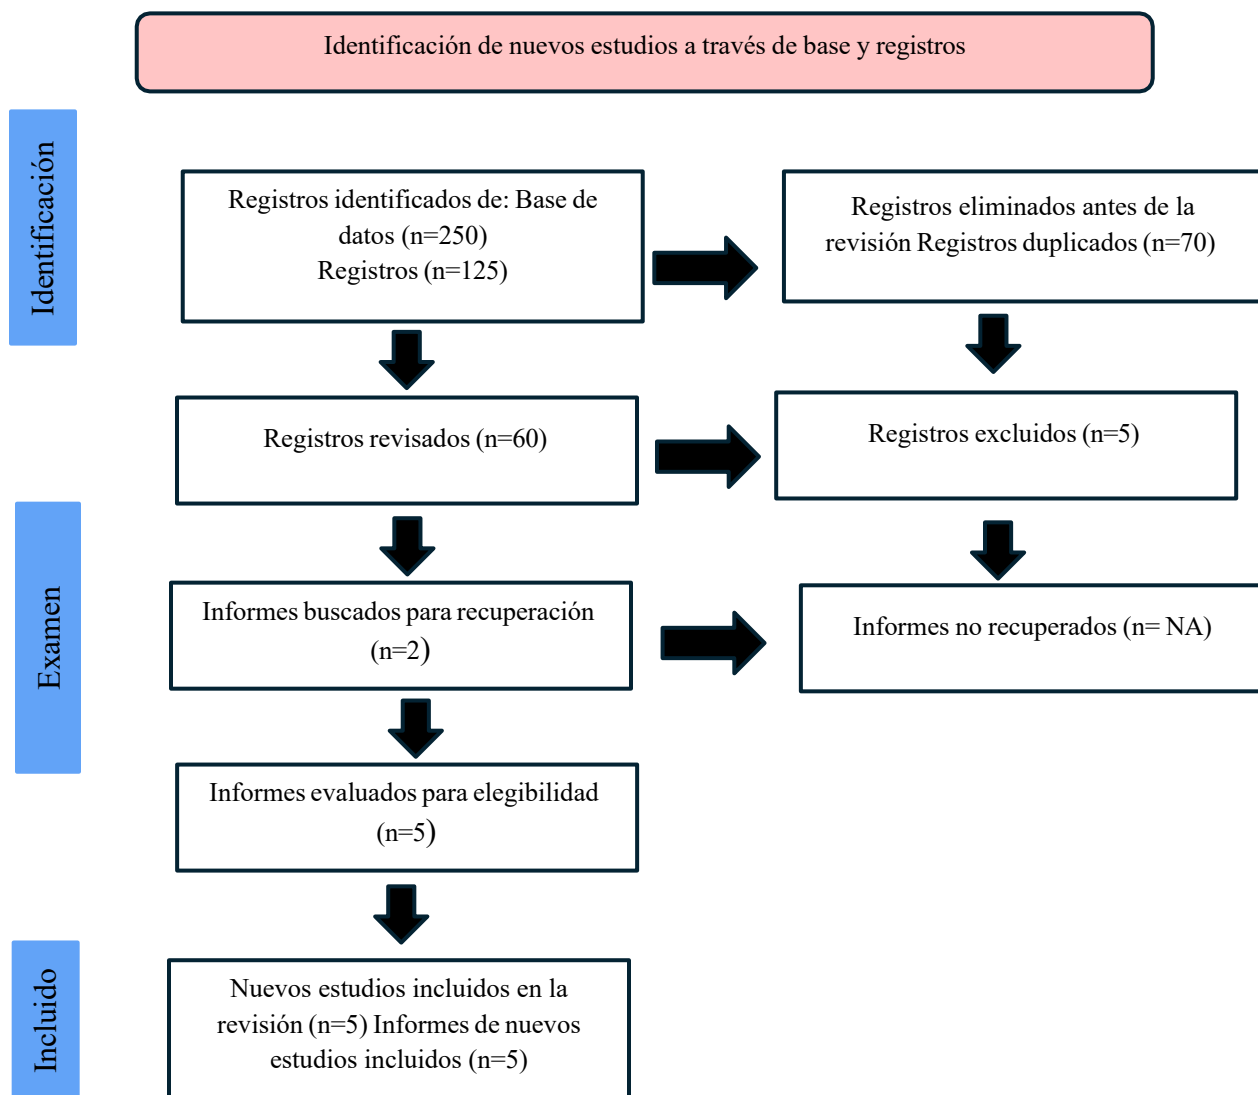 Identificación de nuevos estudios a través de base y registros
Identificación
Registros identificados de: Base de
datos (n=250)
Registros (n=125)
Registros eliminados antes de la
revisión Registros duplicados (n=70)
Registros revisados (n=60)
Registros excluidos (n=5)
Examen
Informes buscados para recuperación
(n=2)
Informes no recuperados (n= NA)
Informes evaluados para elegibilidad
(n=5)
Incluido
Nuevos estudios incluidos en la
revisión (n=5) Informes de nuevos
estudios incluidos (n=5)